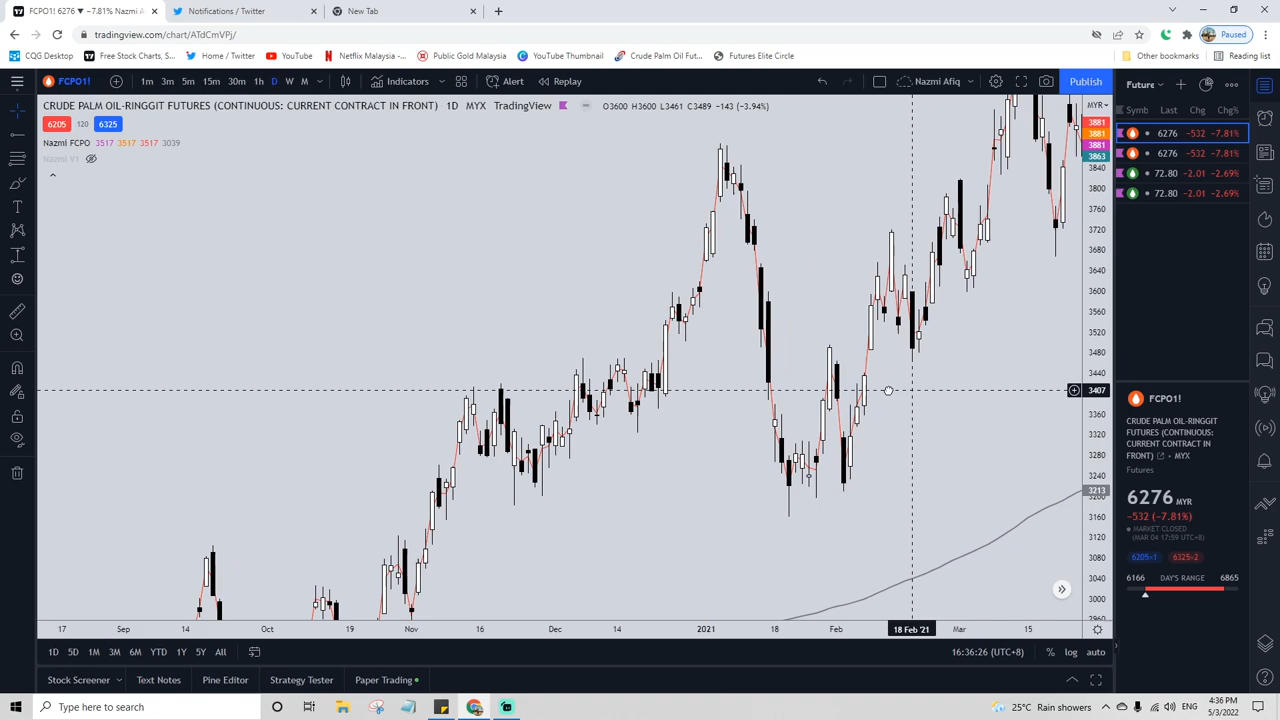 FCPO1! 6276 ▼ −7.81% Nazmi A
Notifications / Twitter
New Tab
tradingview.com/chart/ATdCmVPj/
Paused
CQG Desktop
Free Stock Charts, S...
Home / Twitter
YouTube
Netflix Malaysia -...
Public Gold Malaysia
YouTube Thumbnail
Crude Palm Oil Fut...
Futures Elite Circle
Other bookmarks
Reading list
FCPO1!
1m 3m 5m 15m 30m 1h D W M
Indicators
Alert
Replay
Nazmi Afiq
Publish
Future
CRUDE PALM OIL-RINGGIT FUTURES (CONTINUOUS: CURRENT CONTRACT IN FRONT) 1D MYX TradingView
O3600 H3600 L3461 C3489 −143 (−3.94%)
6205 120 6325
Nazmi FCPO 3517 3517 3517 3039
Nazmi V1
MYR
3881
3881
3881
3863
3840
3800
3760
3720
3680
3640
3600
3560
3520
3480
3440
3407
3360
3320
3280
3240
3213
3200
3160
3120
3080
3040
3000
2960
Symb Last Chg Chg%
6276 −532 −7.81%
6276 −532 −7.81%
72.80 −2.01 −2.69%
72.80 −2.01 −2.69%
FCPO1!
CRUDE PALM OIL-RINGGIT
FUTURES (CONTINUOUS:
CURRENT CONTRACT IN
FRONT) • MYX
Futures
6276 MYR
−532 (−7.81%)
MARKET CLOSED
(MAR 04 17:59 UTC+8)
6205×1 6325×2
6166 DAY'S RANGE 6865
17 Sep 14 Oct 19 Nov 16 Dec 14 2021 18 Feb 18 Feb '21 Mar 15
1D 5D 1M 3M 6M YTD 1Y 5Y All
16:36:26 (UTC+8)
% log auto
Stock Screener
Text Notes
Pine Editor
Strategy Tester
Paper Trading
Type here to search
25°C Rain showers
ENG
4:36 PM
5/3/2022